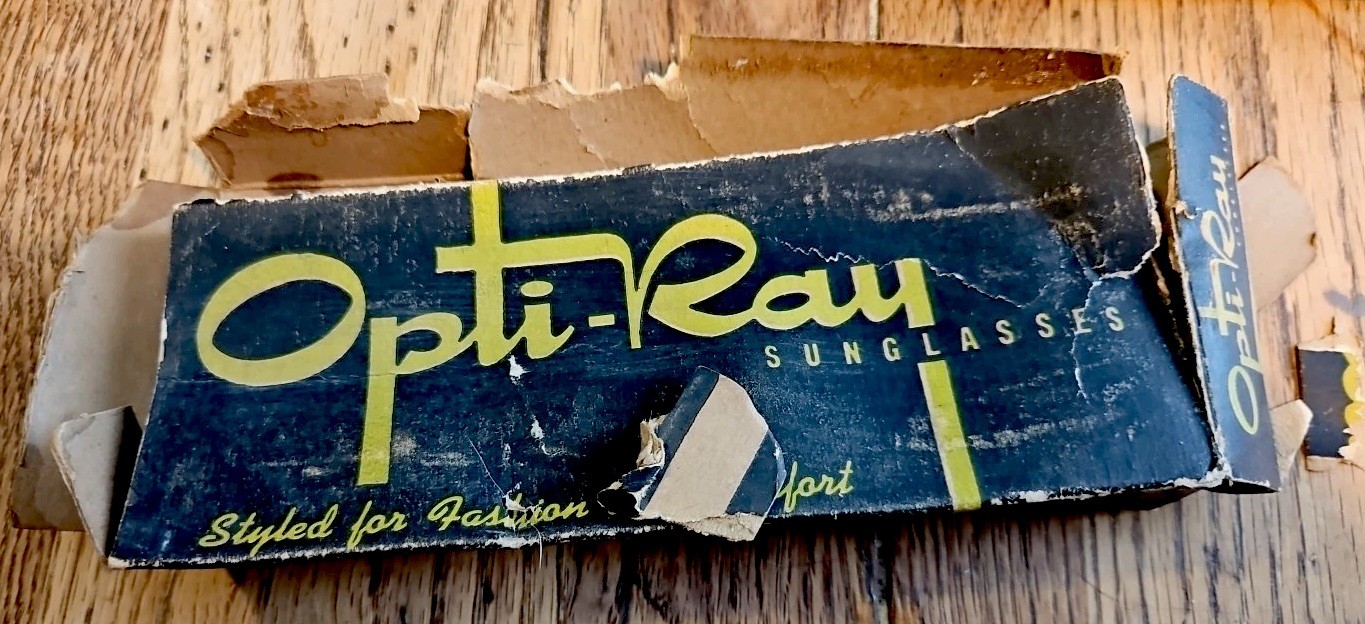 Opti-Ray
SUNGLASSES
Styled for Fashion fort
Opti-Ray